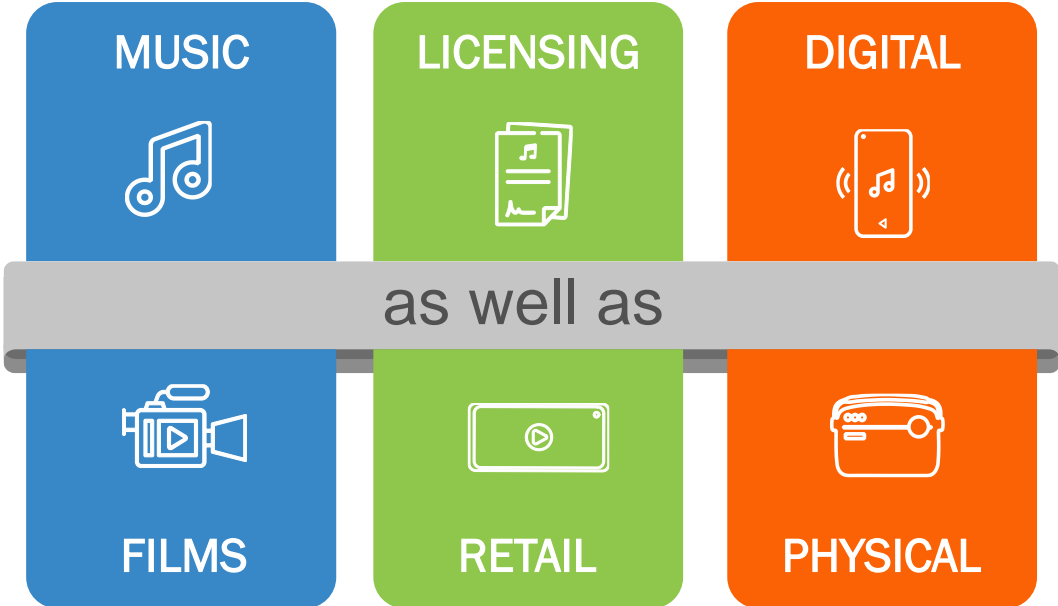 MUSIC
LICENSING
DIGITAL
as well as
FILMS
RETAIL
PHYSICAL